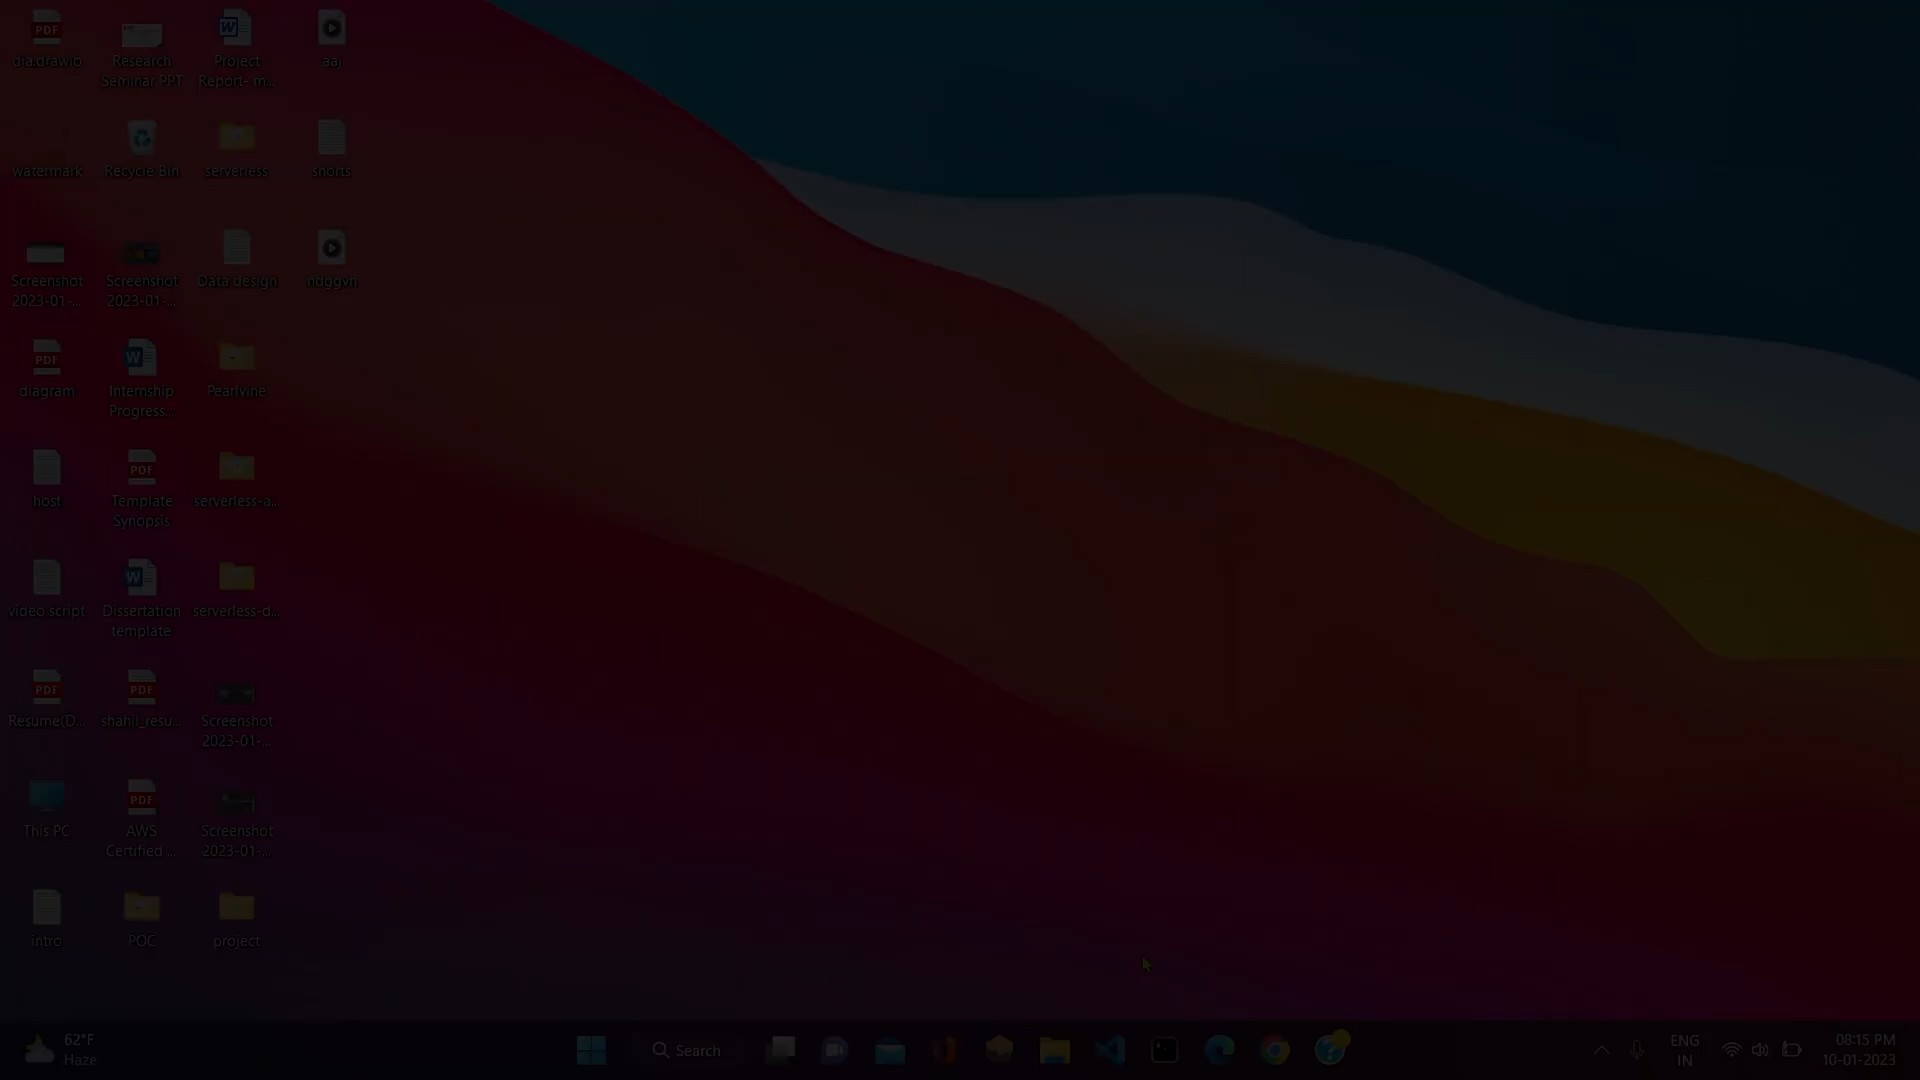 dia.drawio
Research
Seminar PPT
Project
Report- m...
aaj
watermark
Recycle Bin
serverless
snorts
Screenshot
2023-01-...
Screenshot
2023-01-...
Data design
ndggvh
diagram
Internship
Progress...
Pearlvine
host
Template
Synopsis
serverless-a...
video script
Dissertation
template
serverless-d...
Resume(D...
shahil_resu...
Screenshot
2023-01-...
This PC
AWS
Certified ...
Screenshot
2023-01-...
intro
POC
project
62°F
Haze
Search
ENG
IN
08:15 PM
10-01-2023